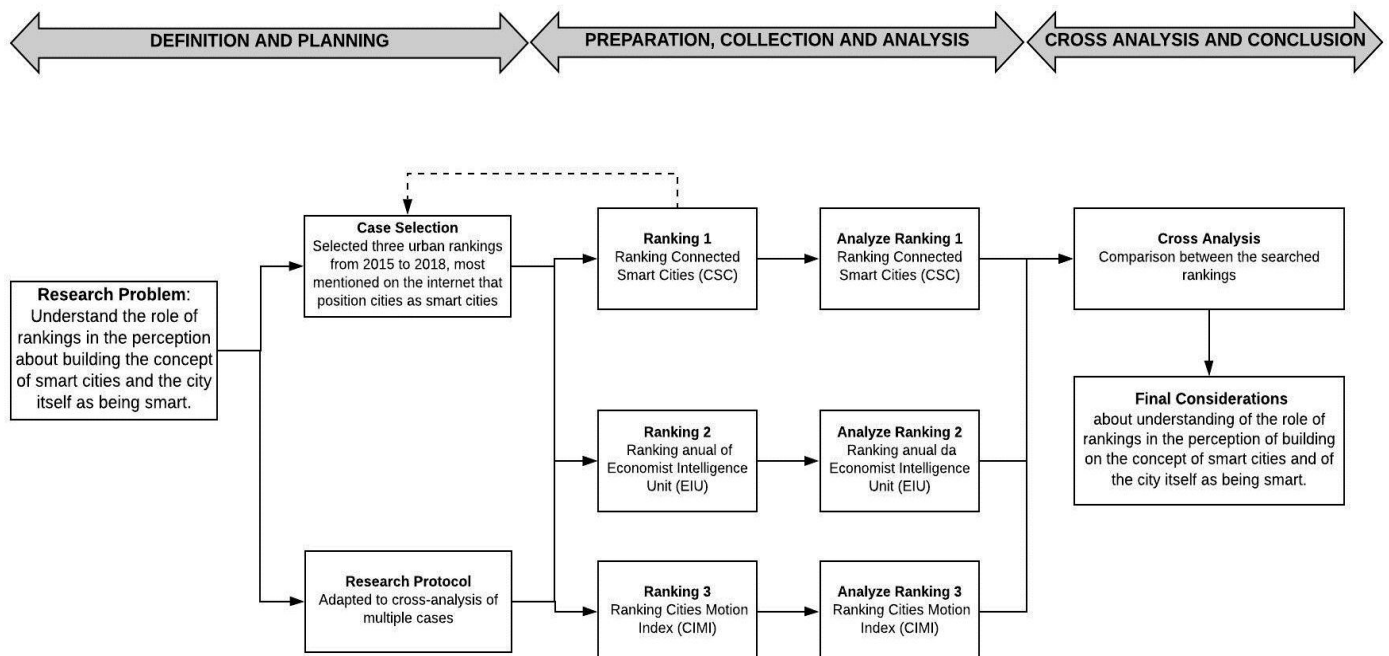 DEFINITION AND PLANNING
PREPARATION, COLLECTION AND ANALYSIS
CROSS ANALYSIS AND CONCLUSION
Research Problem:
Understand the role of
rankings in the perception
about building the concept
of smart cities and the city
itself as being smart.
Case Selection
Selected three urban rankings
from 2015 to 2018, most
mentioned on the internet that
position cities as smart cities
Research Protocol
Adapted to cross-analysis of
multiple cases
Ranking 1
Ranking Connected
Smart Cities (CSC)
Analyze Ranking 1
Ranking Connected
Smart Cities (CSC)
Ranking 2
Ranking anual of
Economist Intelligence
Unit (EIU)
Analyze Ranking 2
Ranking anual da
Economist Intelligence
Unit (EIU)
Ranking 3
Ranking Cities Motion
Index (CIMI)
Analyze Ranking 3
Ranking Cities Motion
Index (CIMI)
Cross Analysis
Comparison between the searched
rankings
Final Considerations
about understanding of the role of
rankings in the perception of building
on the concept of smart cities and of
the city itself as being smart.